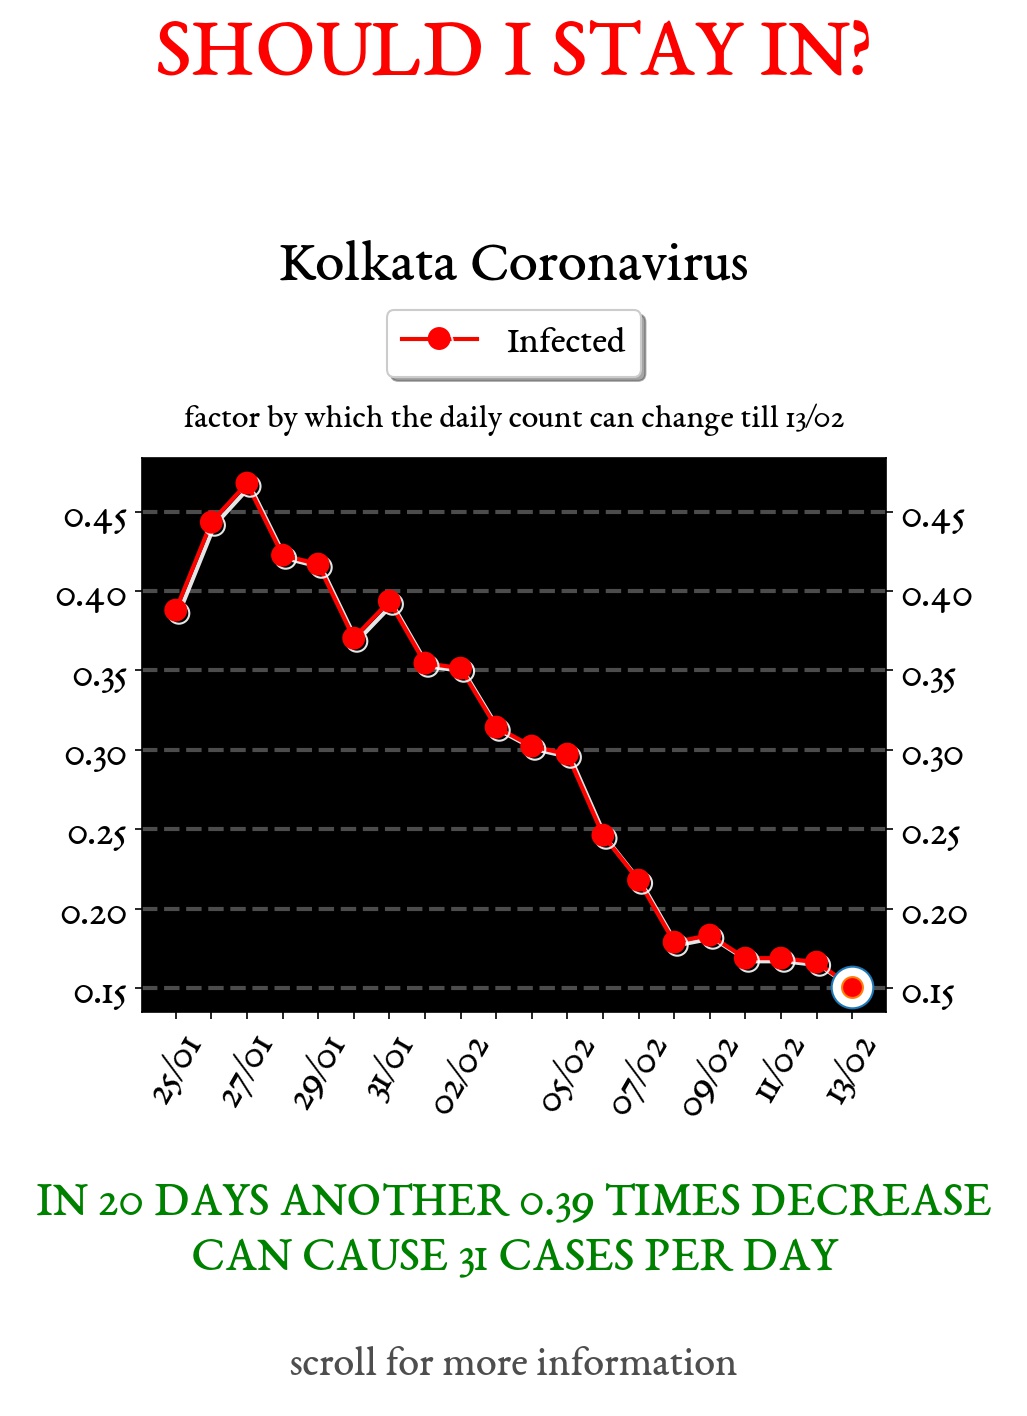 SHOULD I STAY IN?
Kolkata Coronavirus
Infected
factor by which the daily count can change till 13/02
0.45 0.45
0.40 0.40
0.35 0.35
0.30 0.30
0.25 0.25
0.20 0.20
0.15 0.15
25/01 27/01 29/01 31/01 02/02 05/02 07/02 09/02 11/02 13/02
IN 20 DAYS ANOTHER 0.39 TIMES DECREASE
CAN CAUSE 31 CASES PER DAY
scroll for more information